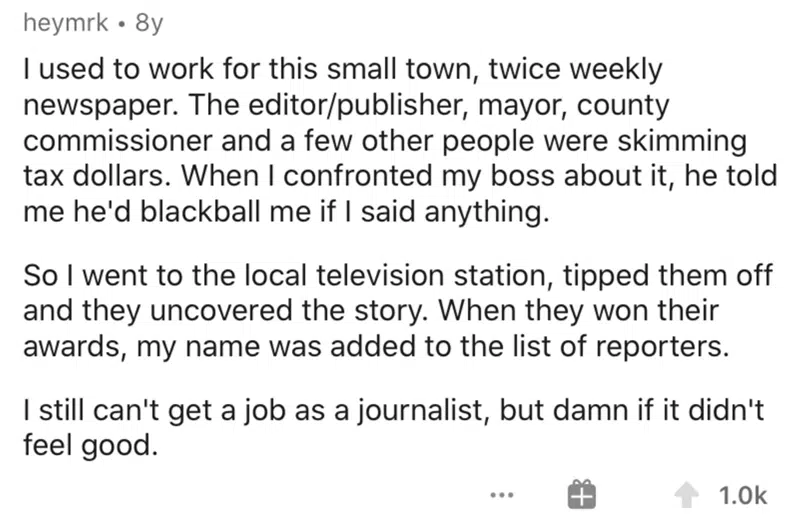 heymrk • 8y
I used to work for this small town, twice weekly
newspaper. The editor/publisher, mayor, county
commissioner and a few other people were skimming
tax dollars. When I confronted my boss about it, he told
me he'd blackball me if I said anything.
So I went to the local television station, tipped them off
and they uncovered the story. When they won their
awards, my name was added to the list of reporters.
I still can't get a job as a journalist, but damn if it didn't
feel good.
1.0k